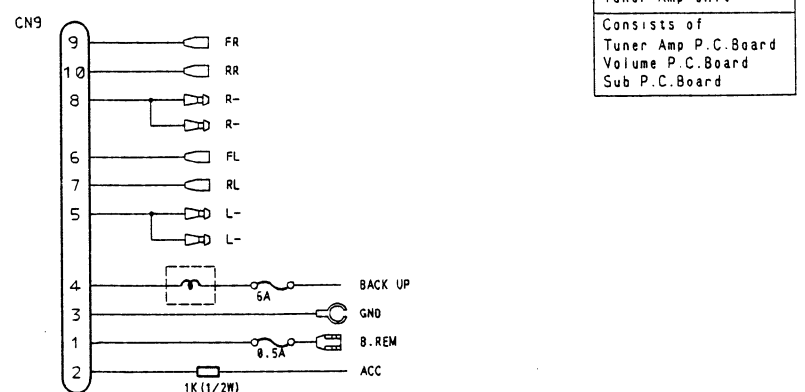 CN9
9 FR
10 RR
8 R-
R-
6 FL
7 RL
5 L-
L-
4 6A BACK UP
3 GND
1 0.5A B.REM
2 1K(1/2W) ACC
Tuner Amp Unit
Consists of
Tuner Amp P.C.Board
Volume P.C.Board
Sub P.C.Board